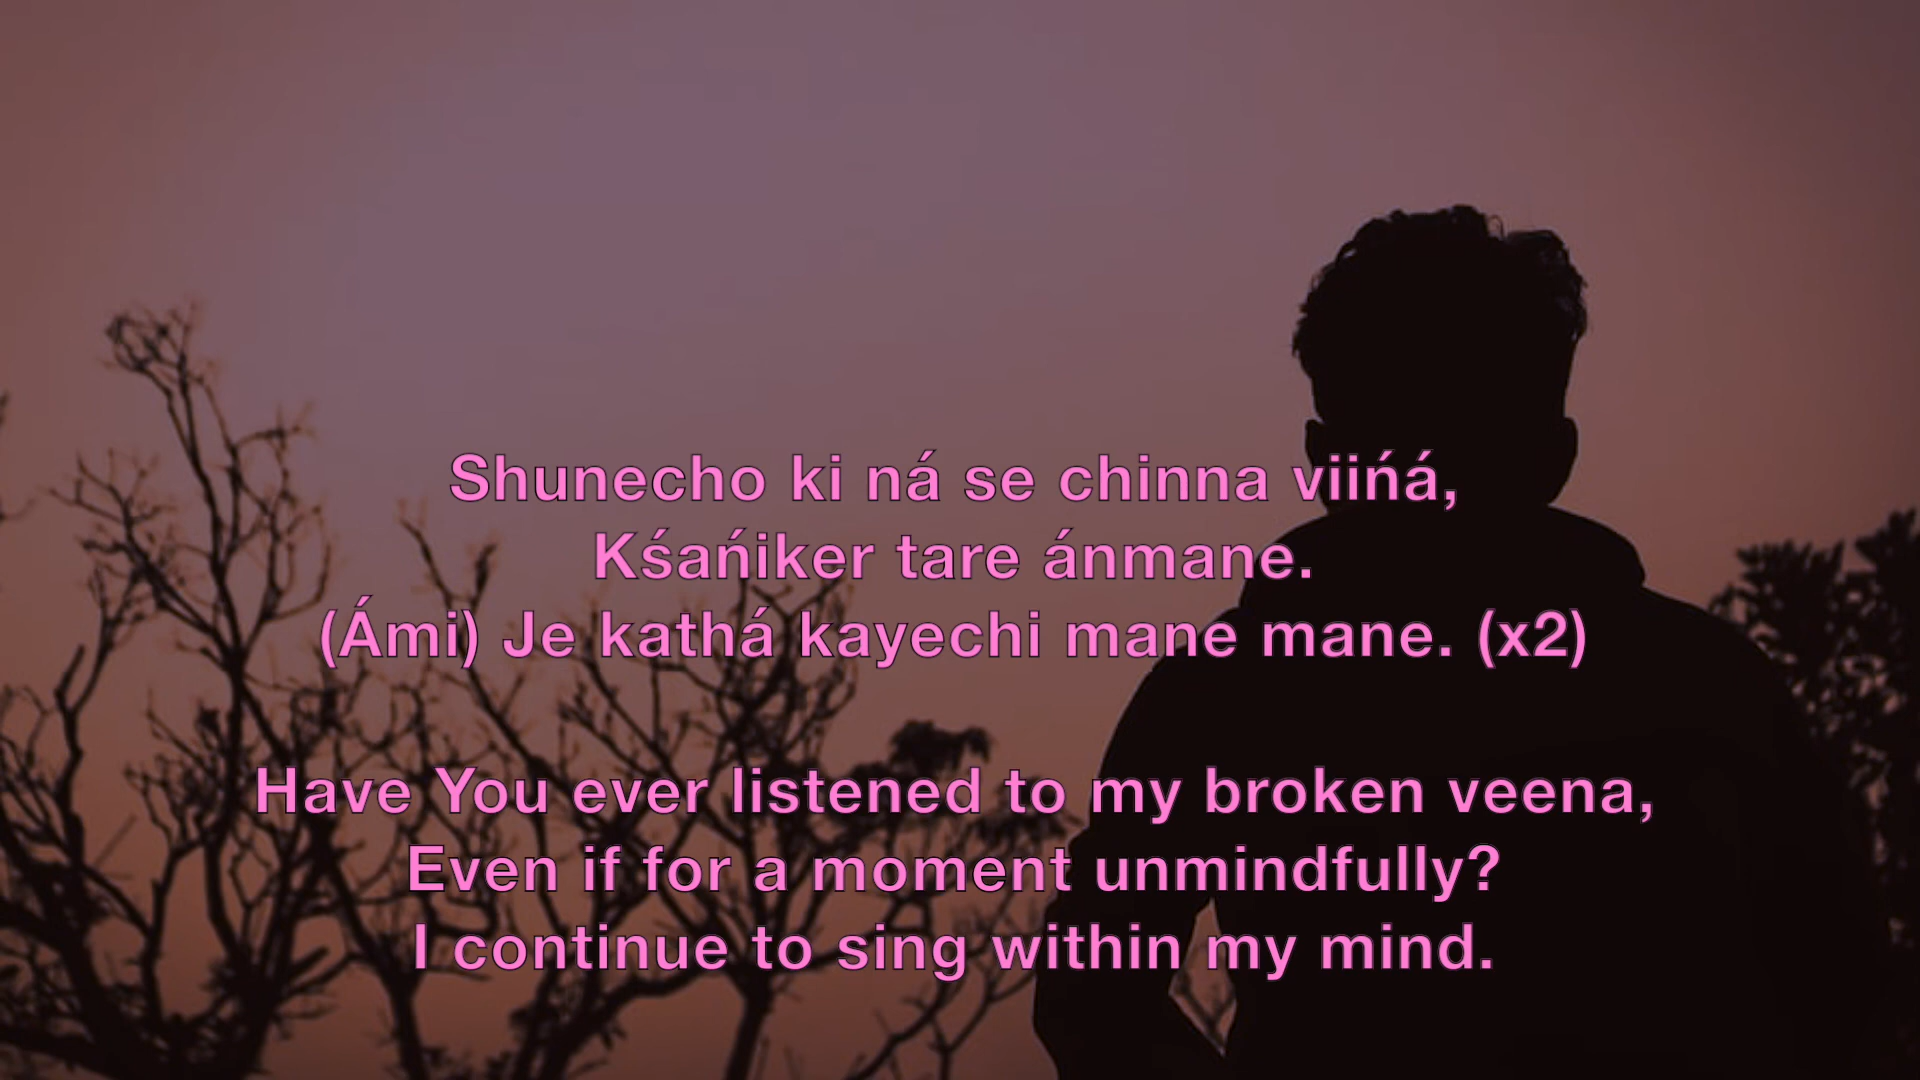 Shunecho ki ná se chinna viińá,
Kśańiker tare ánmane.
(Ámi) Je kathá kayechi mane mane. (x2)
Have You ever listened to my broken veena,
Even if for a moment unmindfully?
I continue to sing within my mind.